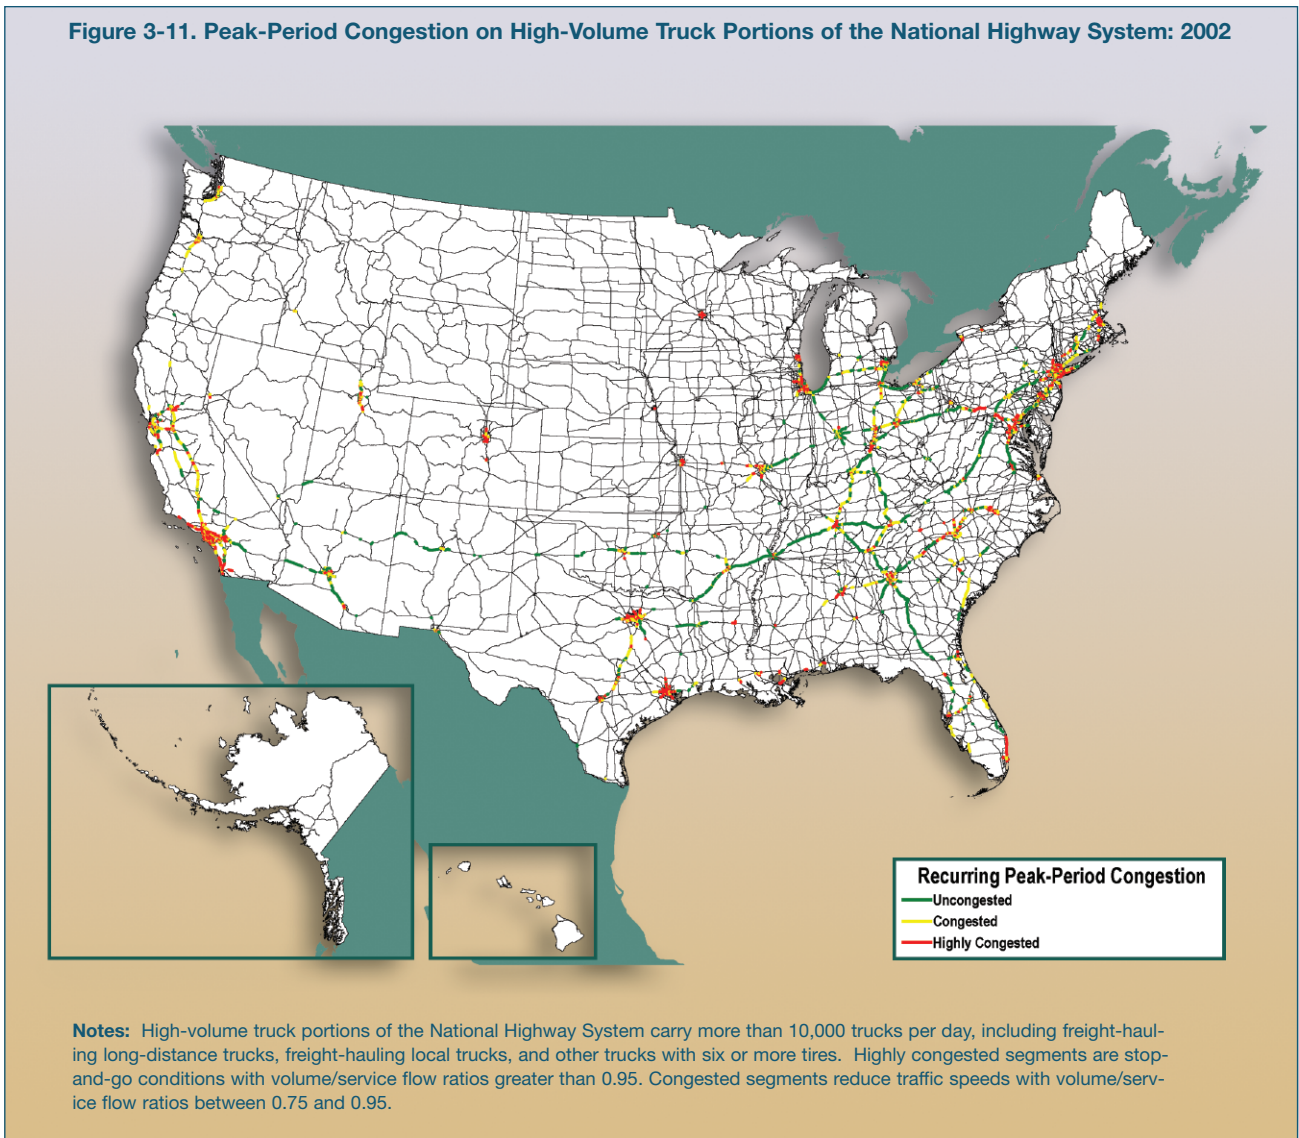 Figure 3-11. Peak-Period Congestion on High-Volume Truck Portions of the National Highway System: 2002
Recurring Peak-Period Congestion
Uncongested
Congested
Highly Congested
Notes: High-volume truck portions of the National Highway System carry more than 10,000 trucks per day, including freight-haul-
ing long-distance trucks, freight-hauling local trucks, and other trucks with six or more tires. Highly congested segments are stop-
and-go conditions with volume/service flow ratios greater than 0.95. Congested segments reduce traffic speeds with volume/serv-
ice flow ratios between 0.75 and 0.95.